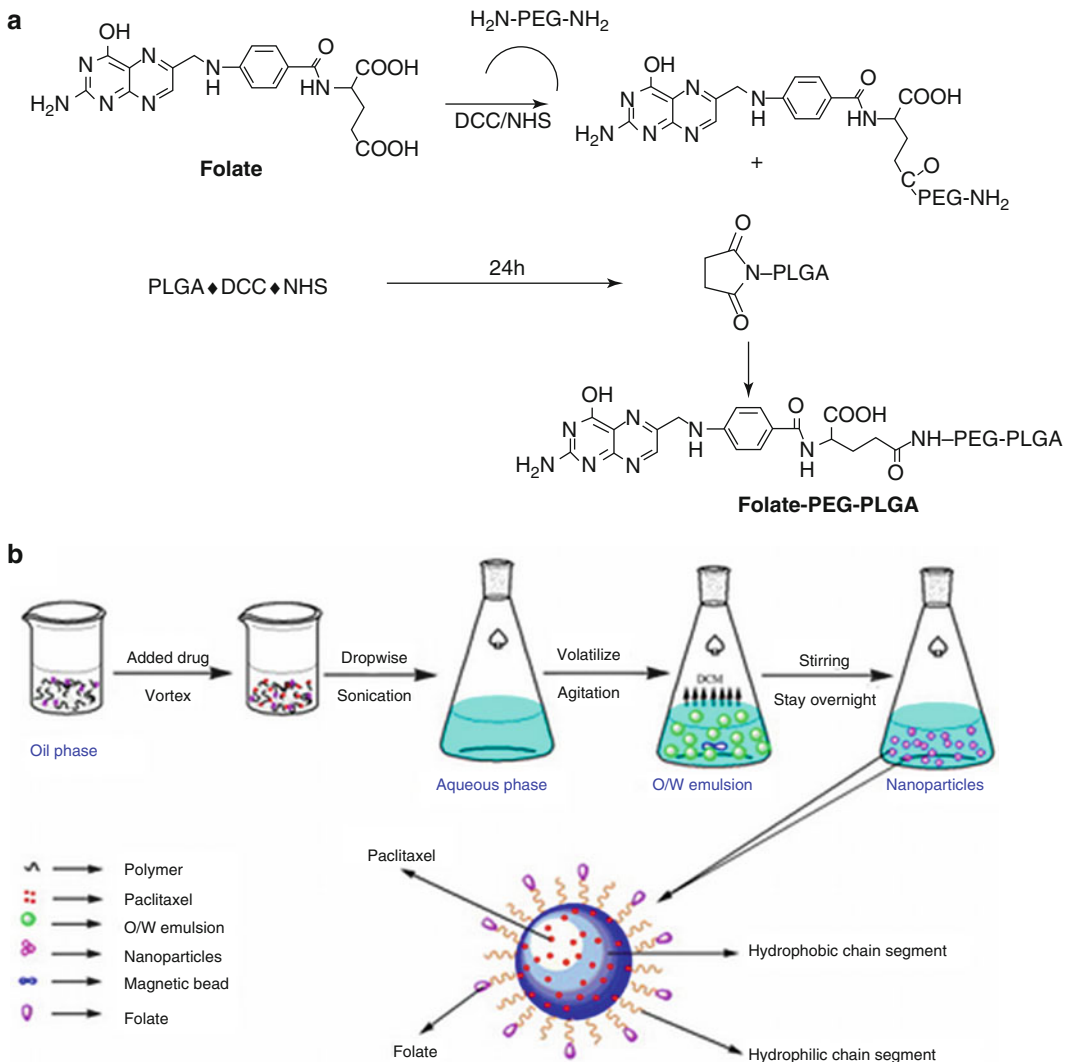 a
H₂N-PEG-NH₂
OH
N
N
N
N
H₂N
N
H
O
HN
COOH
COOH
Folate
DCC/NHS
OH
N
N
N
N
H₂N
N
H
O
HN
COOH
C
O
PEG-NH₂
+
PLGA♦DCC♦NHS
24h
O
N–PLGA
O
OH
N
N
N
N
H₂N
N
H
O
N
H
COOH
O
NH–PEG-PLGA
Folate-PEG-PLGA
b
Added drug
Vortex
Dropwise
Sonication
Volatilize
Agitation
DCM
Stirring
Stay overnight
Oil phase
Aqueous phase
O/W emulsion
Nanoparticles
Polymer
Paclitaxel
O/W emulsion
Nanoparticles
Magnetic bead
Folate
Paclitaxel
Hydrophobic chain segment
Folate
Hydrophilic chain segment